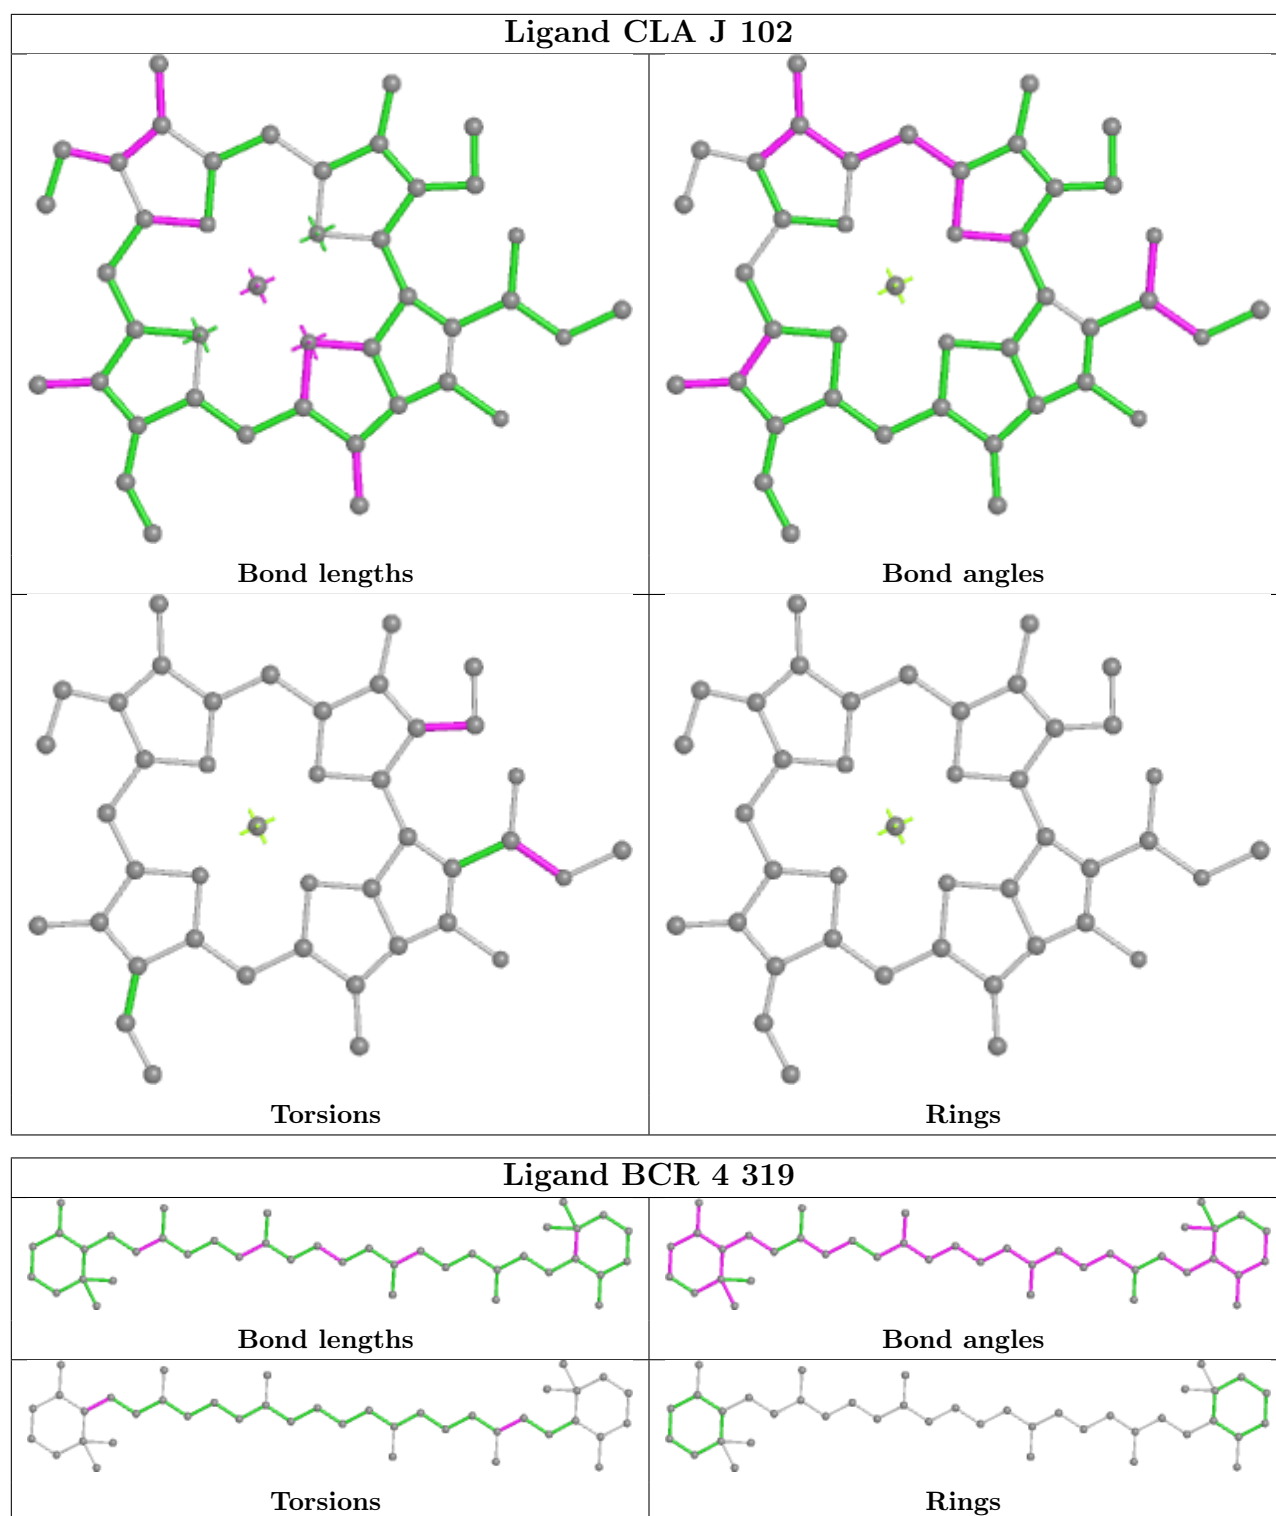 Ligand CLA J 102
Bond lengths
Bond angles
Torsions
Rings
Ligand BCR 4 319
Bond lengths
Bond angles
Torsions
Rings